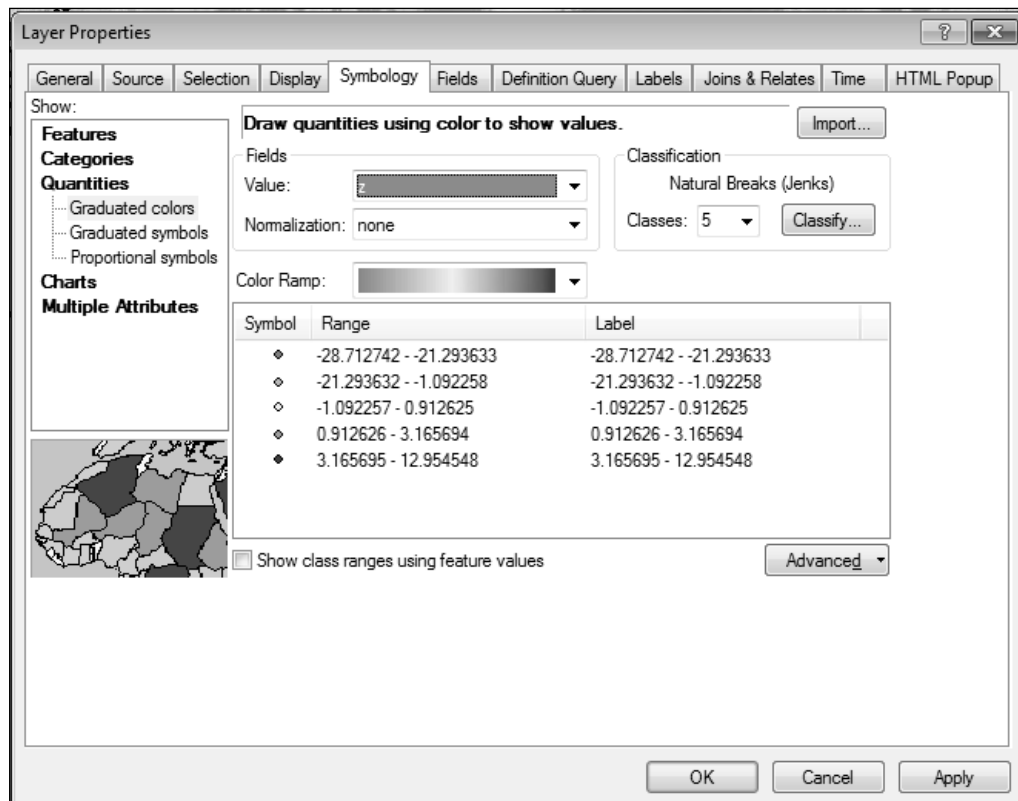 Layer Properties
General Source Selection Display Symbology Fields Definition Query Labels Joins & Relates Time HTML Popup
Show:
Features
Categories
Quantities
Graduated colors
Graduated symbols
Proportional symbols
Charts
Multiple Attributes
Draw quantities using color to show values.
Import...
Fields
Value: z
Normalization: none
Classification
Natural Breaks (Jenks)
Classes: 5 Classify...
Color Ramp:
Symbol Range Label
-28.712742 - -21.293633 -28.712742 - -21.293633
-21.293632 - -1.092258 -21.293632 - -1.092258
-1.092257 - 0.912625 -1.092257 - 0.912625
0.912626 - 3.165694 0.912626 - 3.165694
3.165695 - 12.954548 3.165695 - 12.954548
Show class ranges using feature values
Advanced
OK Cancel Apply